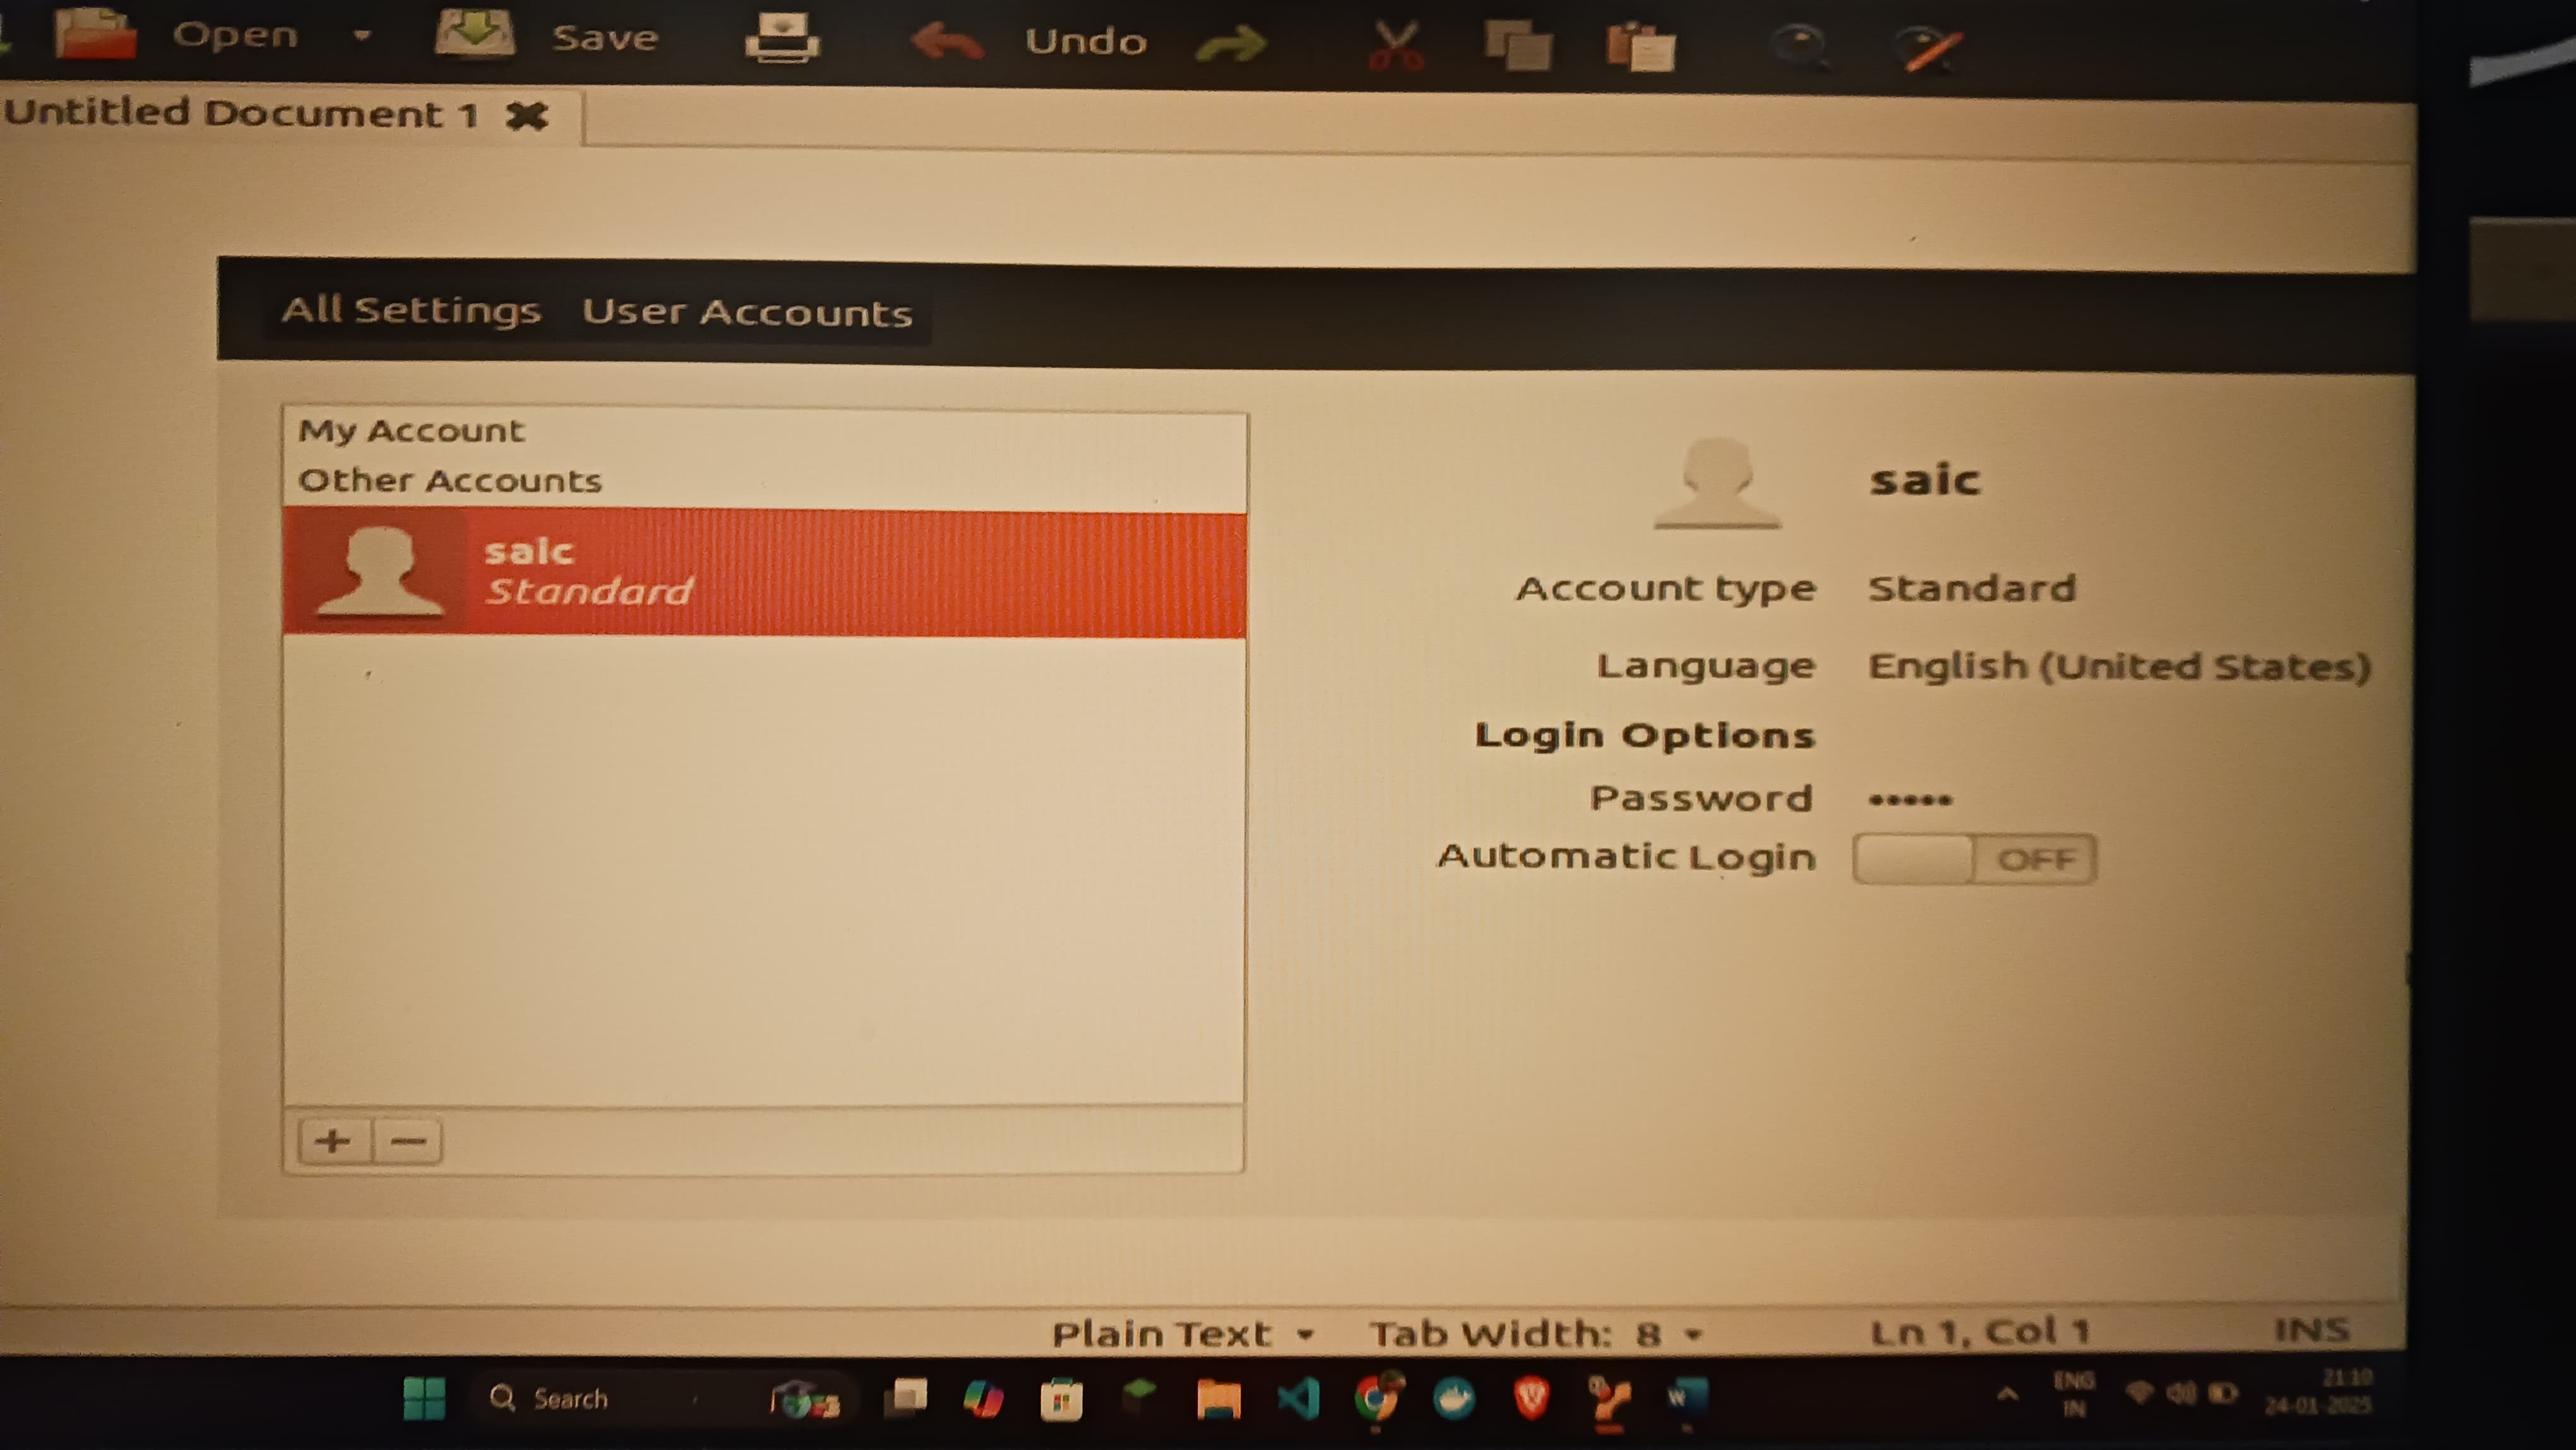 Open Save Undo
Untitled Document 1
All Settings User Accounts
My Account
Other Accounts
saic
Standard
saic
Account type Standard
Language English (United States)
Login Options
Password •••••
Automatic Login OFF
Plain Text Tab Width: 8 Ln 1, Col 1 INS
Search
ENG
IN
21:10
24-01-2025